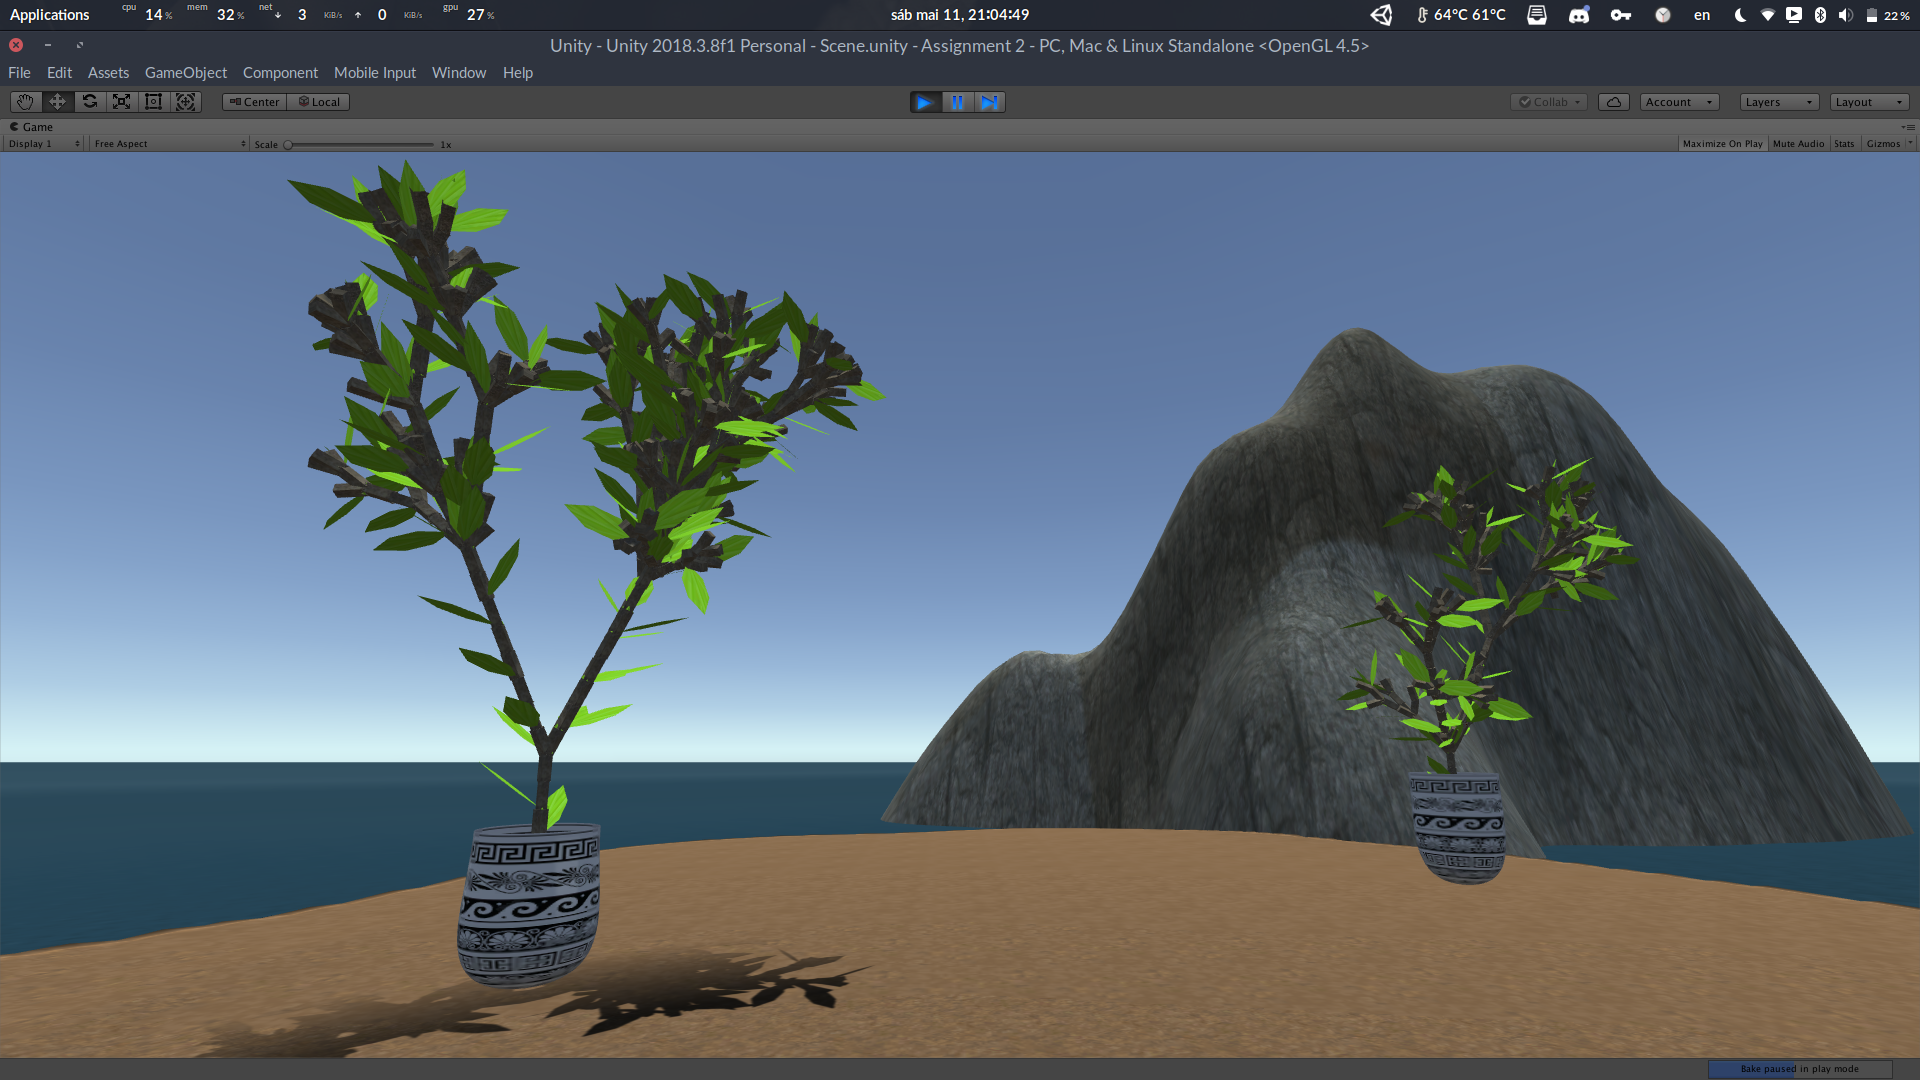 Applications cpu 14 % mem 32 % net 3 KiB/s 0 KiB/s gpu 27 % sáb mai 11, 21:04:49 64°C 61°C en 22 %
Unity - Unity 2018.3.8f1 Personal - Scene.unity - Assignment 2 - PC, Mac & Linux Standalone <OpenGL 4.5>
File Edit Assets GameObject Component Mobile Input Window Help
Center Local Collab Account Layers Layout
Game
Display 1 Free Aspect Scale 1x Maximize On Play Mute Audio Stats Gizmos
Bake paused in play mode